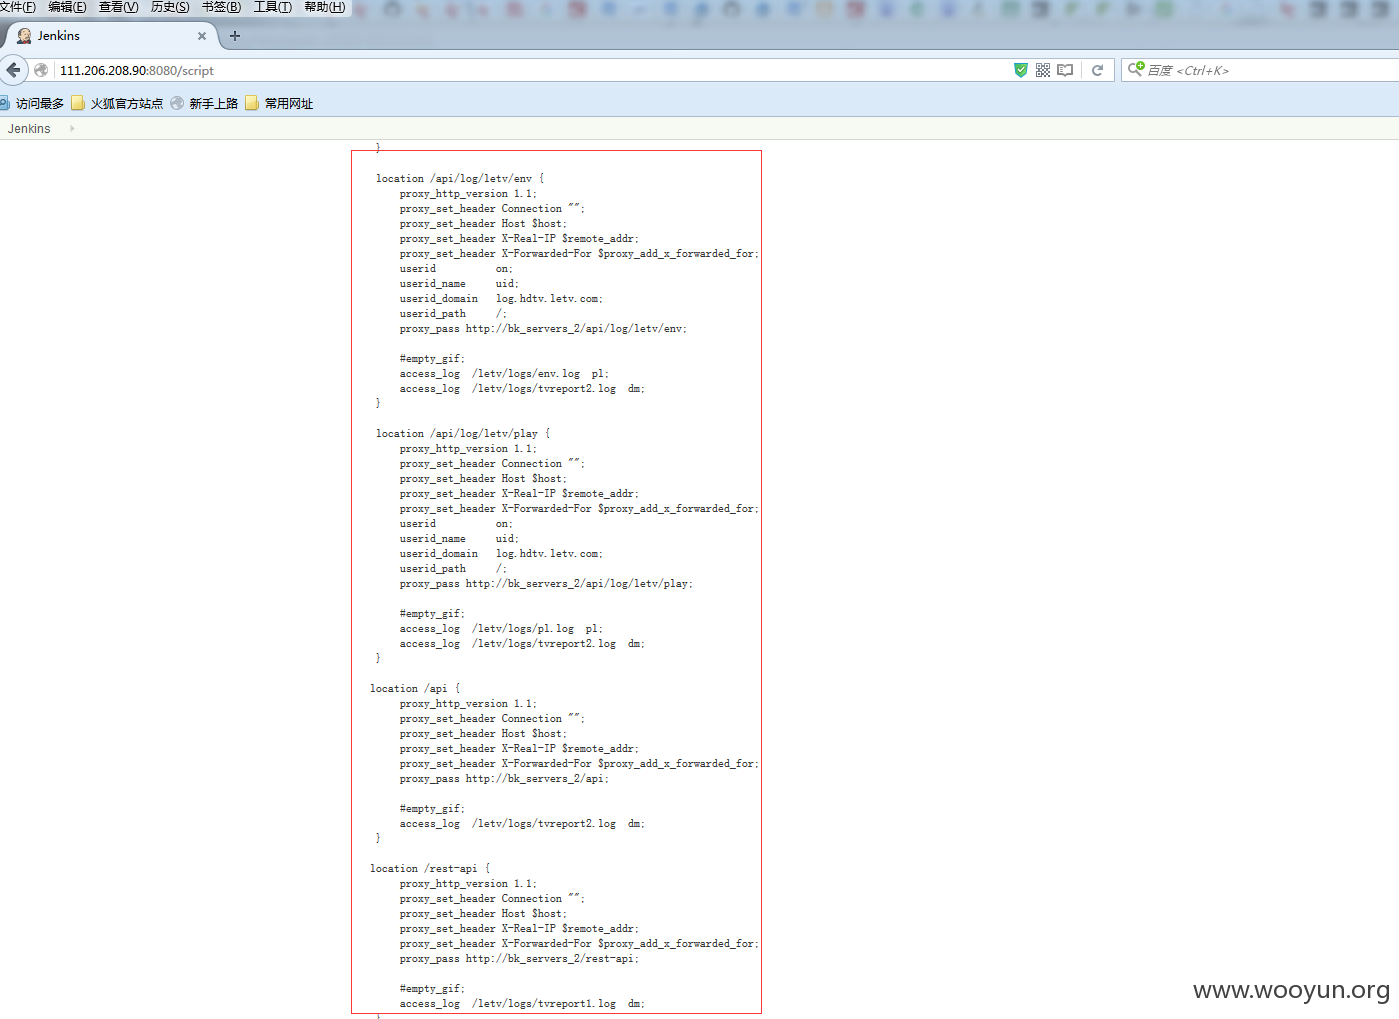 文件(F) 编辑(E) 查看(V) 历史(S) 书签(B) 工具(T) 帮助(H)
Jenkins
111.206.208.90:8080/script
百度 <Ctrl+K>
访问最多 火狐官方站点 新手上路 常用网址
Jenkins
}
location /api/log/letv/env {
proxy_http_version 1.1;
proxy_set_header Connection "";
proxy_set_header Host $host;
proxy_set_header X-Real-IP $remote_addr;
proxy_set_header X-Forwarded-For $proxy_add_x_forwarded_for;
userid on;
userid_name uid;
userid_domain log.hdtv.letv.com;
userid_path /;
proxy_pass http://bk_servers_2/api/log/letv/env;
#empty_gif;
access_log /letv/logs/env.log pl;
access_log /letv/logs/tvreport2.log dm;
}
location /api/log/letv/play {
proxy_http_version 1.1;
proxy_set_header Connection "";
proxy_set_header Host $host;
proxy_set_header X-Real-IP $remote_addr;
proxy_set_header X-Forwarded-For $proxy_add_x_forwarded_for;
userid on;
userid_name uid;
userid_domain log.hdtv.letv.com;
userid_path /;
proxy_pass http://bk_servers_2/api/log/letv/play;
#empty_gif;
access_log /letv/logs/pl.log pl;
access_log /letv/logs/tvreport2.log dm;
}
location /api {
proxy_http_version 1.1;
proxy_set_header Connection "";
proxy_set_header Host $host;
proxy_set_header X-Real-IP $remote_addr;
proxy_set_header X-Forwarded-For $proxy_add_x_forwarded_for;
proxy_pass http://bk_servers_2/api;
#empty_gif;
access_log /letv/logs/tvreport2.log dm;
}
location /rest-api {
proxy_http_version 1.1;
proxy_set_header Connection "";
proxy_set_header Host $host;
proxy_set_header X-Real-IP $remote_addr;
proxy_set_header X-Forwarded-For $proxy_add_x_forwarded_for;
proxy_pass http://bk_servers_2/rest-api;
#empty_gif;
access_log /letv/logs/tvreport1.log dm;
}
www.wooyun.org